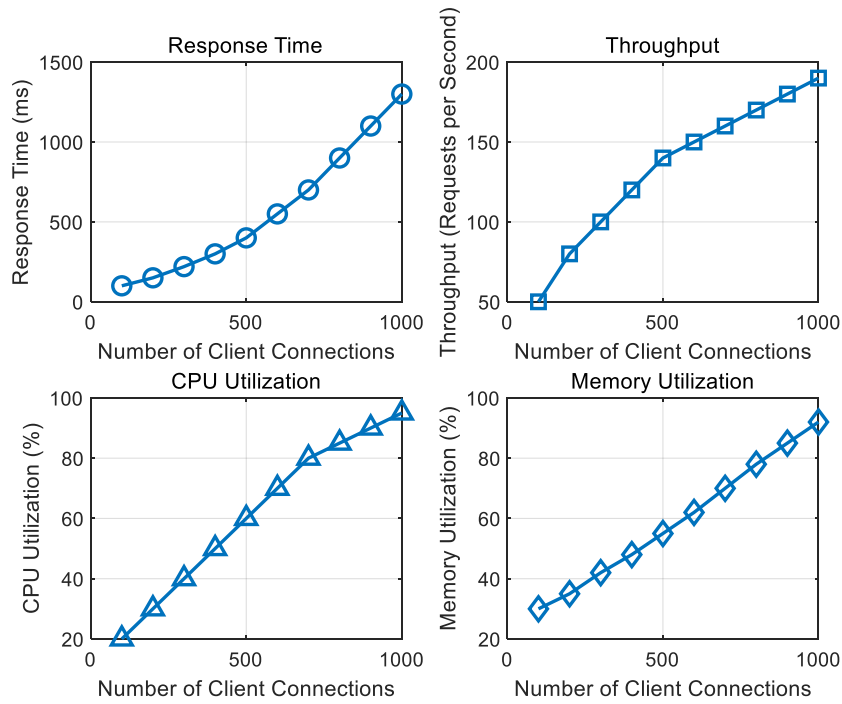 Response Time
1500
1000
500
0
Response Time (ms)
0 500 1000
Number of Client Connections
Throughput
200
150
100
50
Throughput (Requests per Second)
0 500 1000
Number of Client Connections
CPU Utilization
100
80
60
40
20
CPU Utilization (%)
0 500 1000
Number of Client Connections
Memory Utilization
100
80
60
40
20
Memory Utilization (%)
0 500 1000
Number of Client Connections